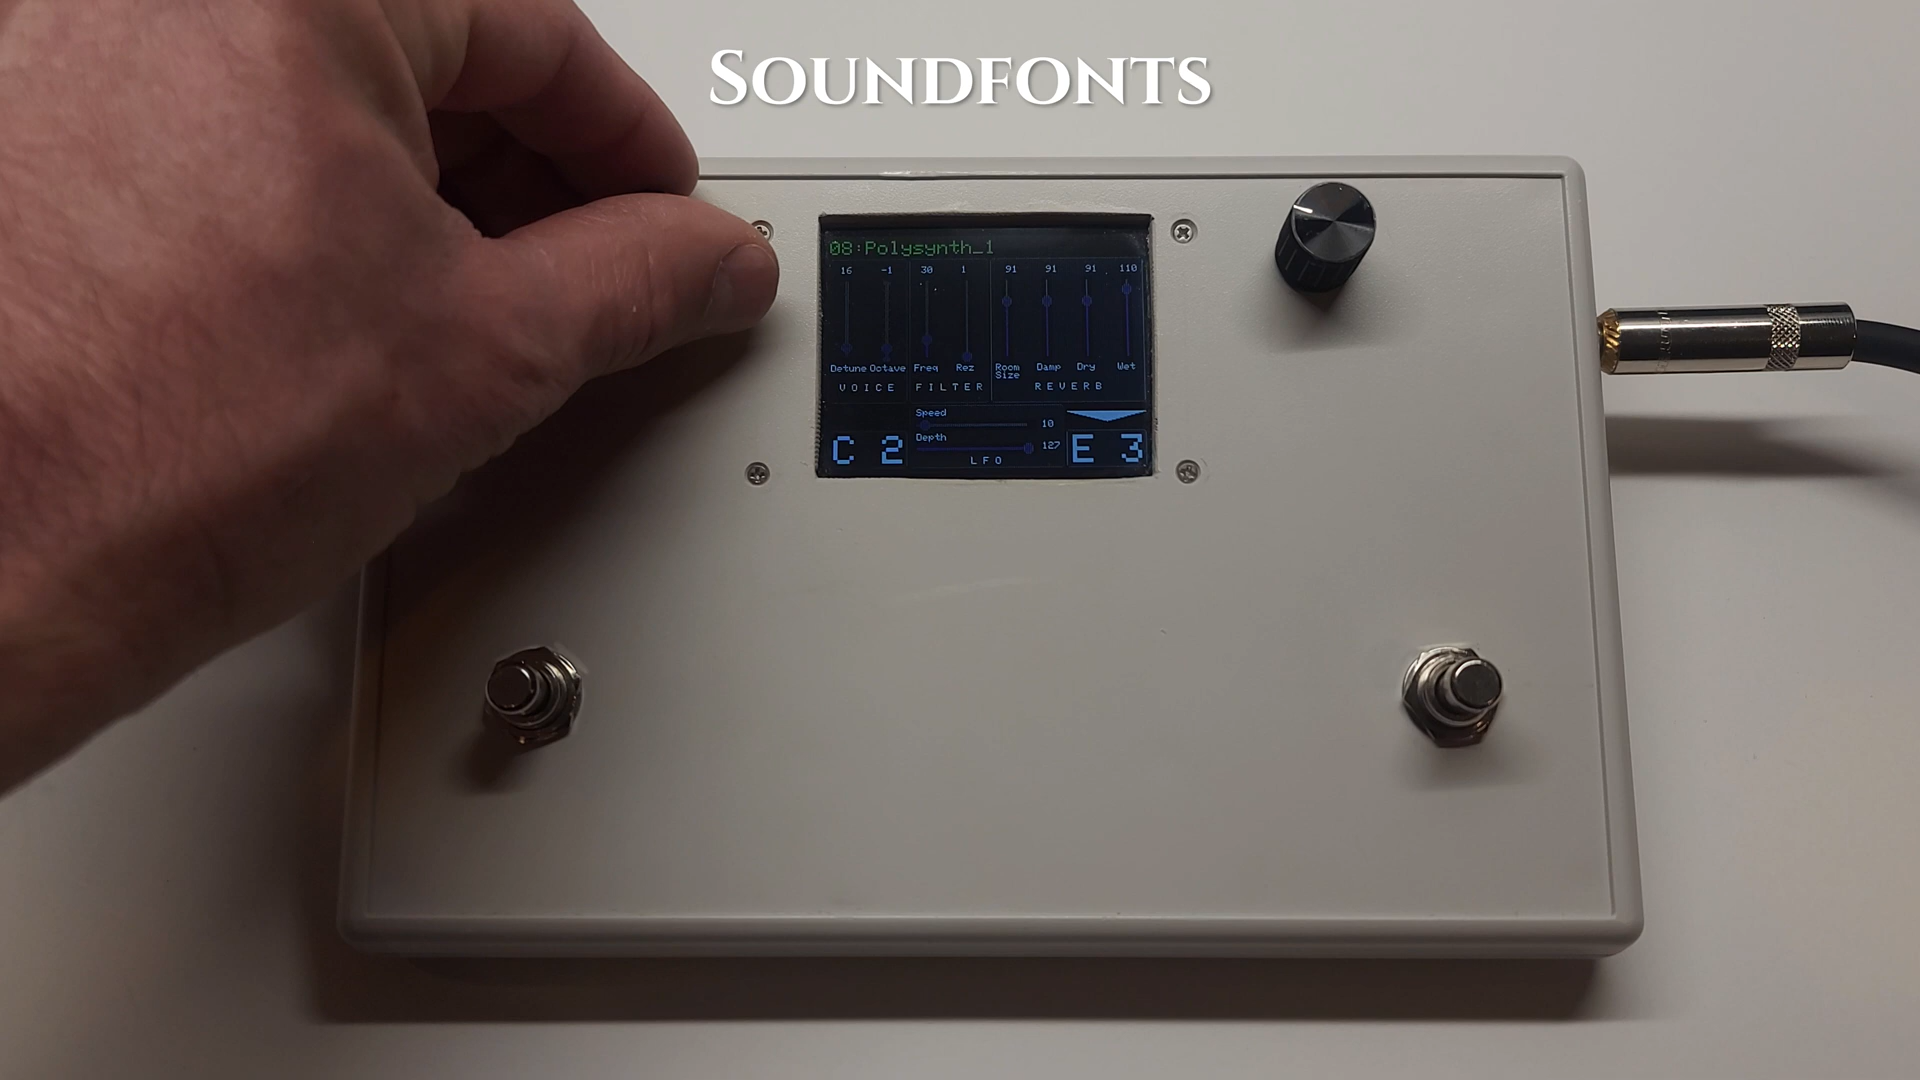 SOUNDFONTS
08:Polysynth_1
16 -1 30 1 91 91 91 110
Detune Octave Freq Rez Room Size Damp Dry Wet
VOICE FILTER REVERB
Speed
10
Depth
127
LFO
C 2
E 3